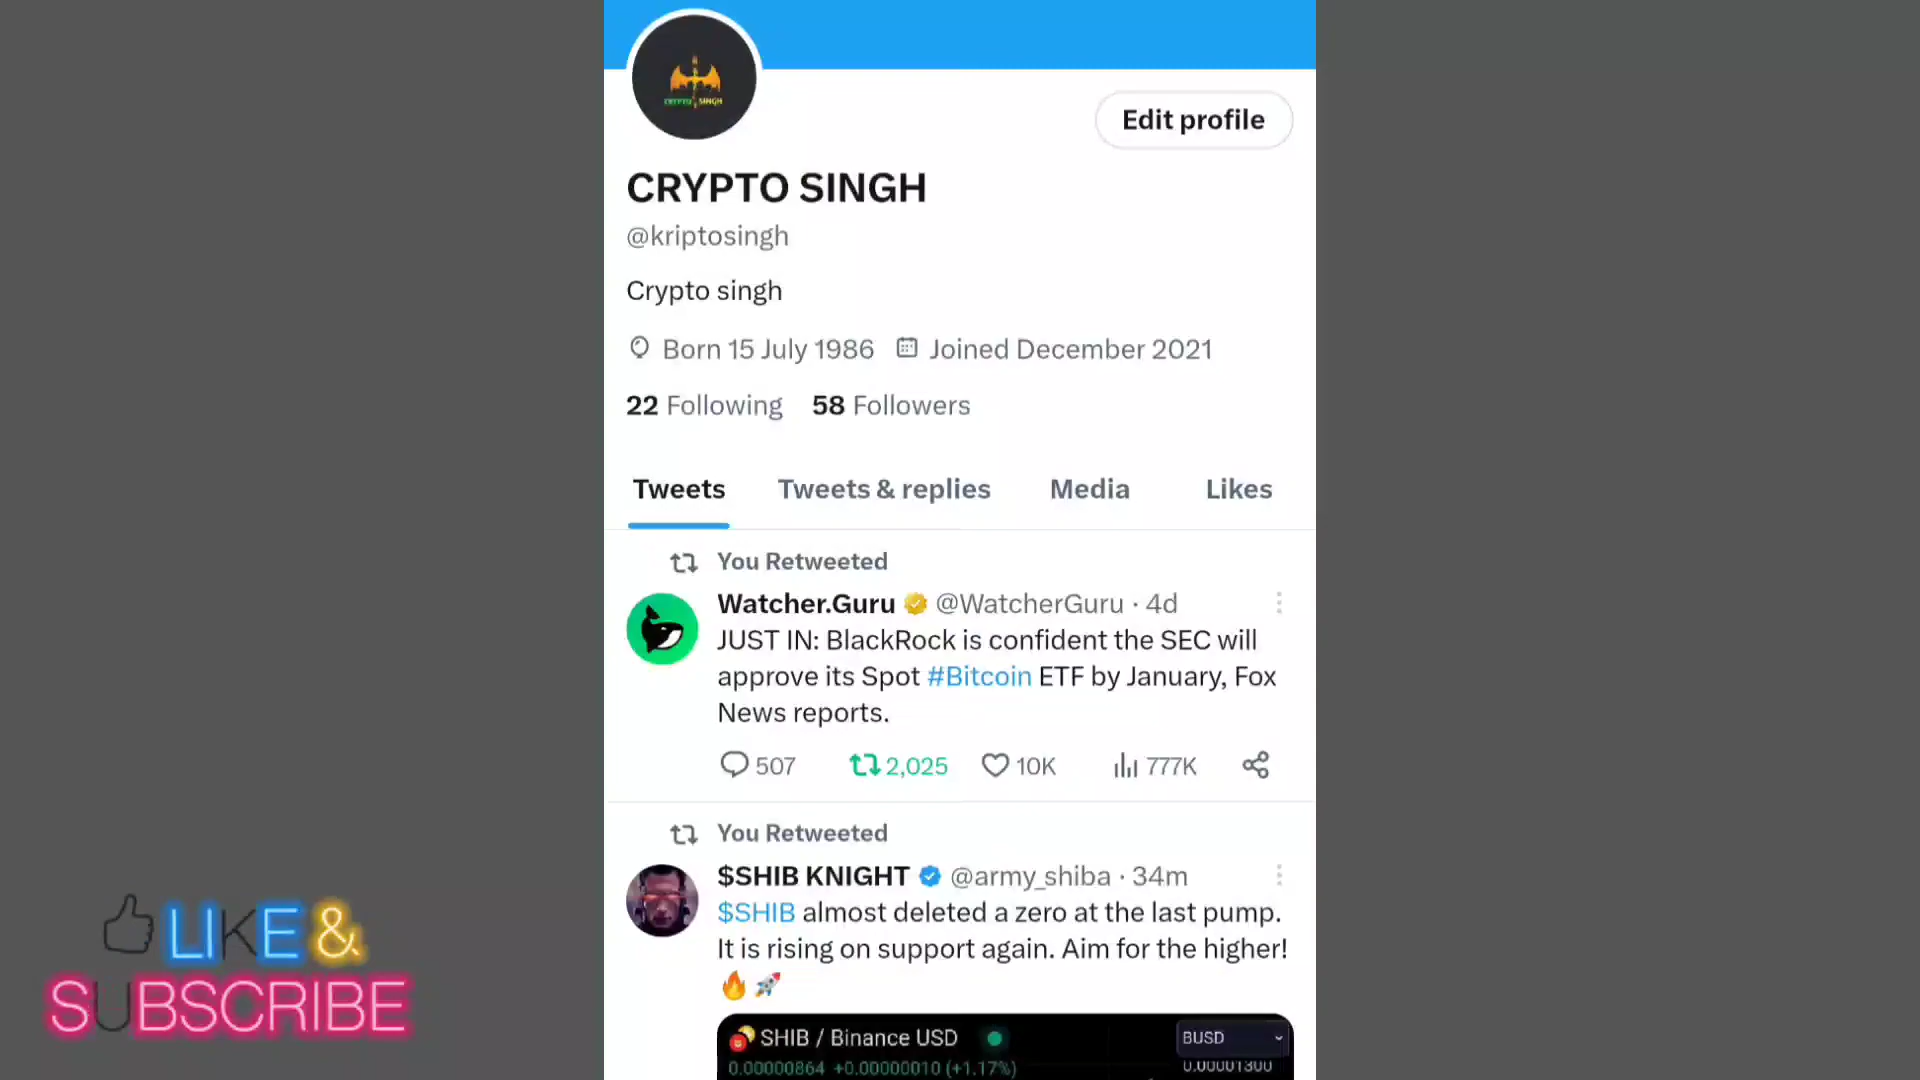 CRYPTO SINGH
Edit profile
CRYPTO SINGH
@kriptosingh
Crypto singh
Born 15 July 1986 Joined December 2021
22 Following 58 Followers
Tweets Tweets & replies Media Likes
You Retweeted
Watcher.Guru @WatcherGuru · 4d
JUST IN: BlackRock is confident the SEC will
approve its Spot #Bitcoin ETF by January, Fox
News reports.
507 2,025 10K 777K
You Retweeted
$SHIB KNIGHT @army_shiba · 34m
$SHIB almost deleted a zero at the last pump.
It is rising on support again. Aim for the higher!
🔥🚀
SHIB / Binance USD BUSD
0.00000864 +0.00000010 (+1.17%) 0.00001300
LIKE &
SUBSCRIBE